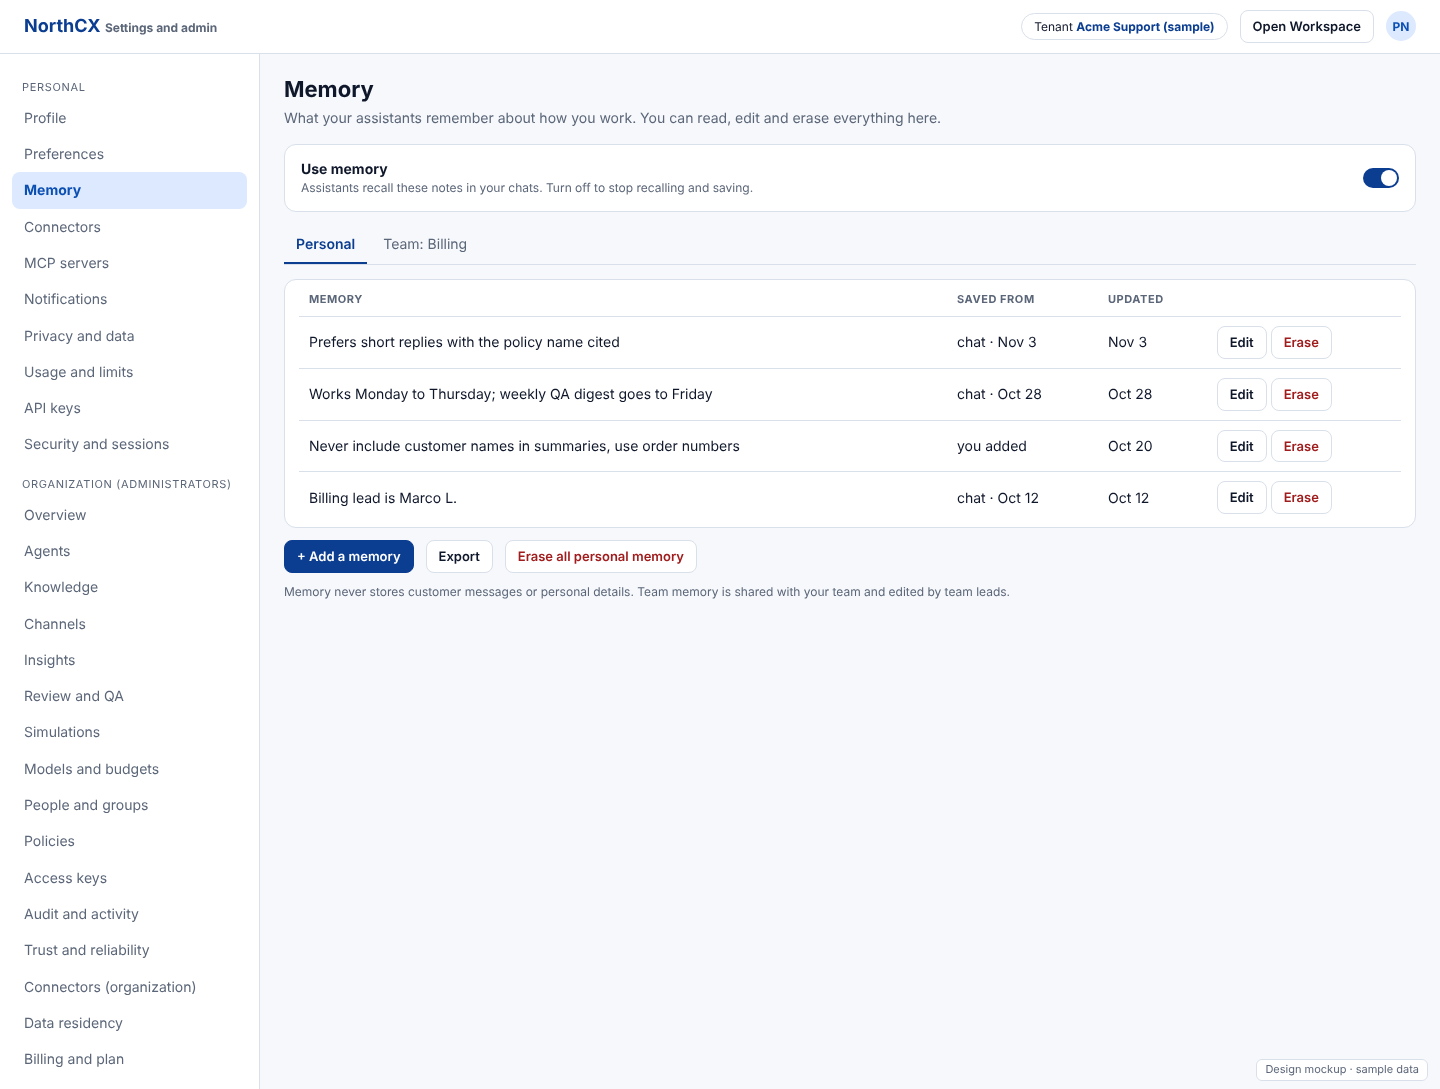 NorthCX Settings and admin
Tenant Acme Support (sample)
Open Workspace
PN
PERSONAL
Profile
Preferences
Memory
Connectors
MCP servers
Notifications
Privacy and data
Usage and limits
API keys
Security and sessions
ORGANIZATION (ADMINISTRATORS)
Overview
Agents
Knowledge
Channels
Insights
Review and QA
Simulations
Models and budgets
People and groups
Policies
Access keys
Audit and activity
Trust and reliability
Connectors (organization)
Data residency
Billing and plan
Memory
What your assistants remember about how you work. You can read, edit and erase everything here.
Use memory
Assistants recall these notes in your chats. Turn off to stop recalling and saving.
Personal Team: Billing
MEMORY SAVED FROM UPDATED
Prefers short replies with the policy name cited chat · Nov 3 Nov 3 Edit Erase
Works Monday to Thursday; weekly QA digest goes to Friday chat · Oct 28 Oct 28 Edit Erase
Never include customer names in summaries, use order numbers you added Oct 20 Edit Erase
Billing lead is Marco L. chat · Oct 12 Oct 12 Edit Erase
+ Add a memory Export Erase all personal memory
Memory never stores customer messages or personal details. Team memory is shared with your team and edited by team leads.
Design mockup · sample data